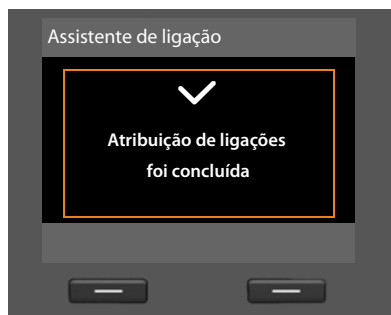 Assistente de ligação
Atribuição de ligações
foi concluída